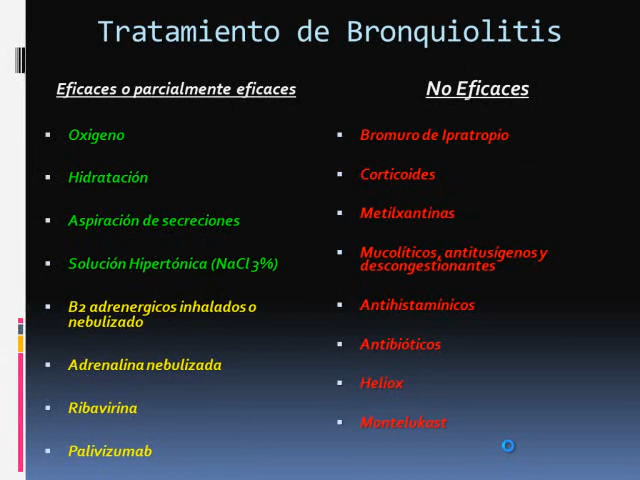 Tratamiento de Bronquiolitis
Eficaces o parcialmente eficaces
Oxigeno
Hidratación
Aspiración de secreciones
Solución Hipertónica (NaCl 3%)
B2 adrenergicos inhalados o
nebulizado
Adrenalina nebulizada
Ribavirina
Palivizumab
No Eficaces
Bromuro de Ipratropio
Corticoides
Metilxantinas
Mucolíticos, antitusígenos y
descongestionantes
Antihistamínicos
Antibióticos
Heliox
Montelukast